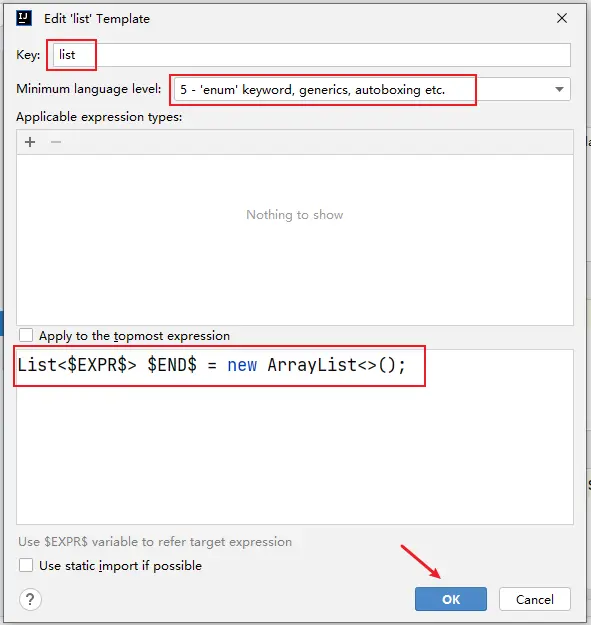 Edit 'list' Template
Key: list
Minimum language level: 5 - 'enum' keyword, generics, autoboxing etc.
Applicable expression types:
Nothing to show
Apply to the topmost expression
List<$EXPR$> $END$ = new ArrayList<>();
Use $EXPR$ variable to refer target expression
Use static import if possible
? OK Cancel